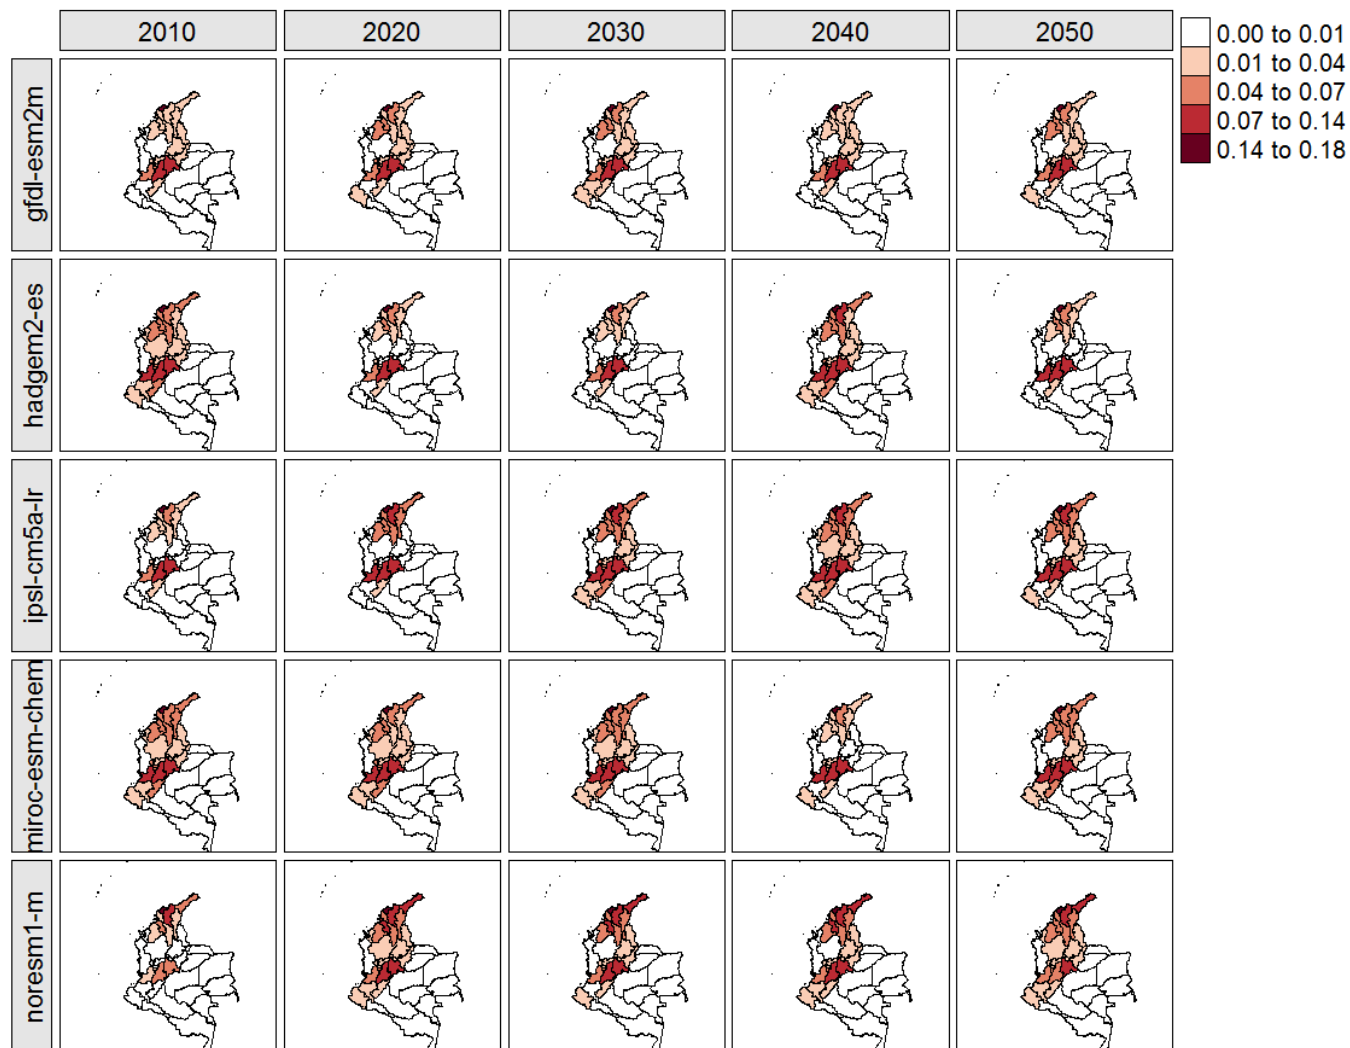 2010
2020
2030
2040
2050
0.00 to 0.01
0.01 to 0.04
0.04 to 0.07
0.07 to 0.14
0.14 to 0.18
gfdl-esm2m
hadgem2-es
ipsl-cm5a-lr
miroc-esm-chem
noresm1-m